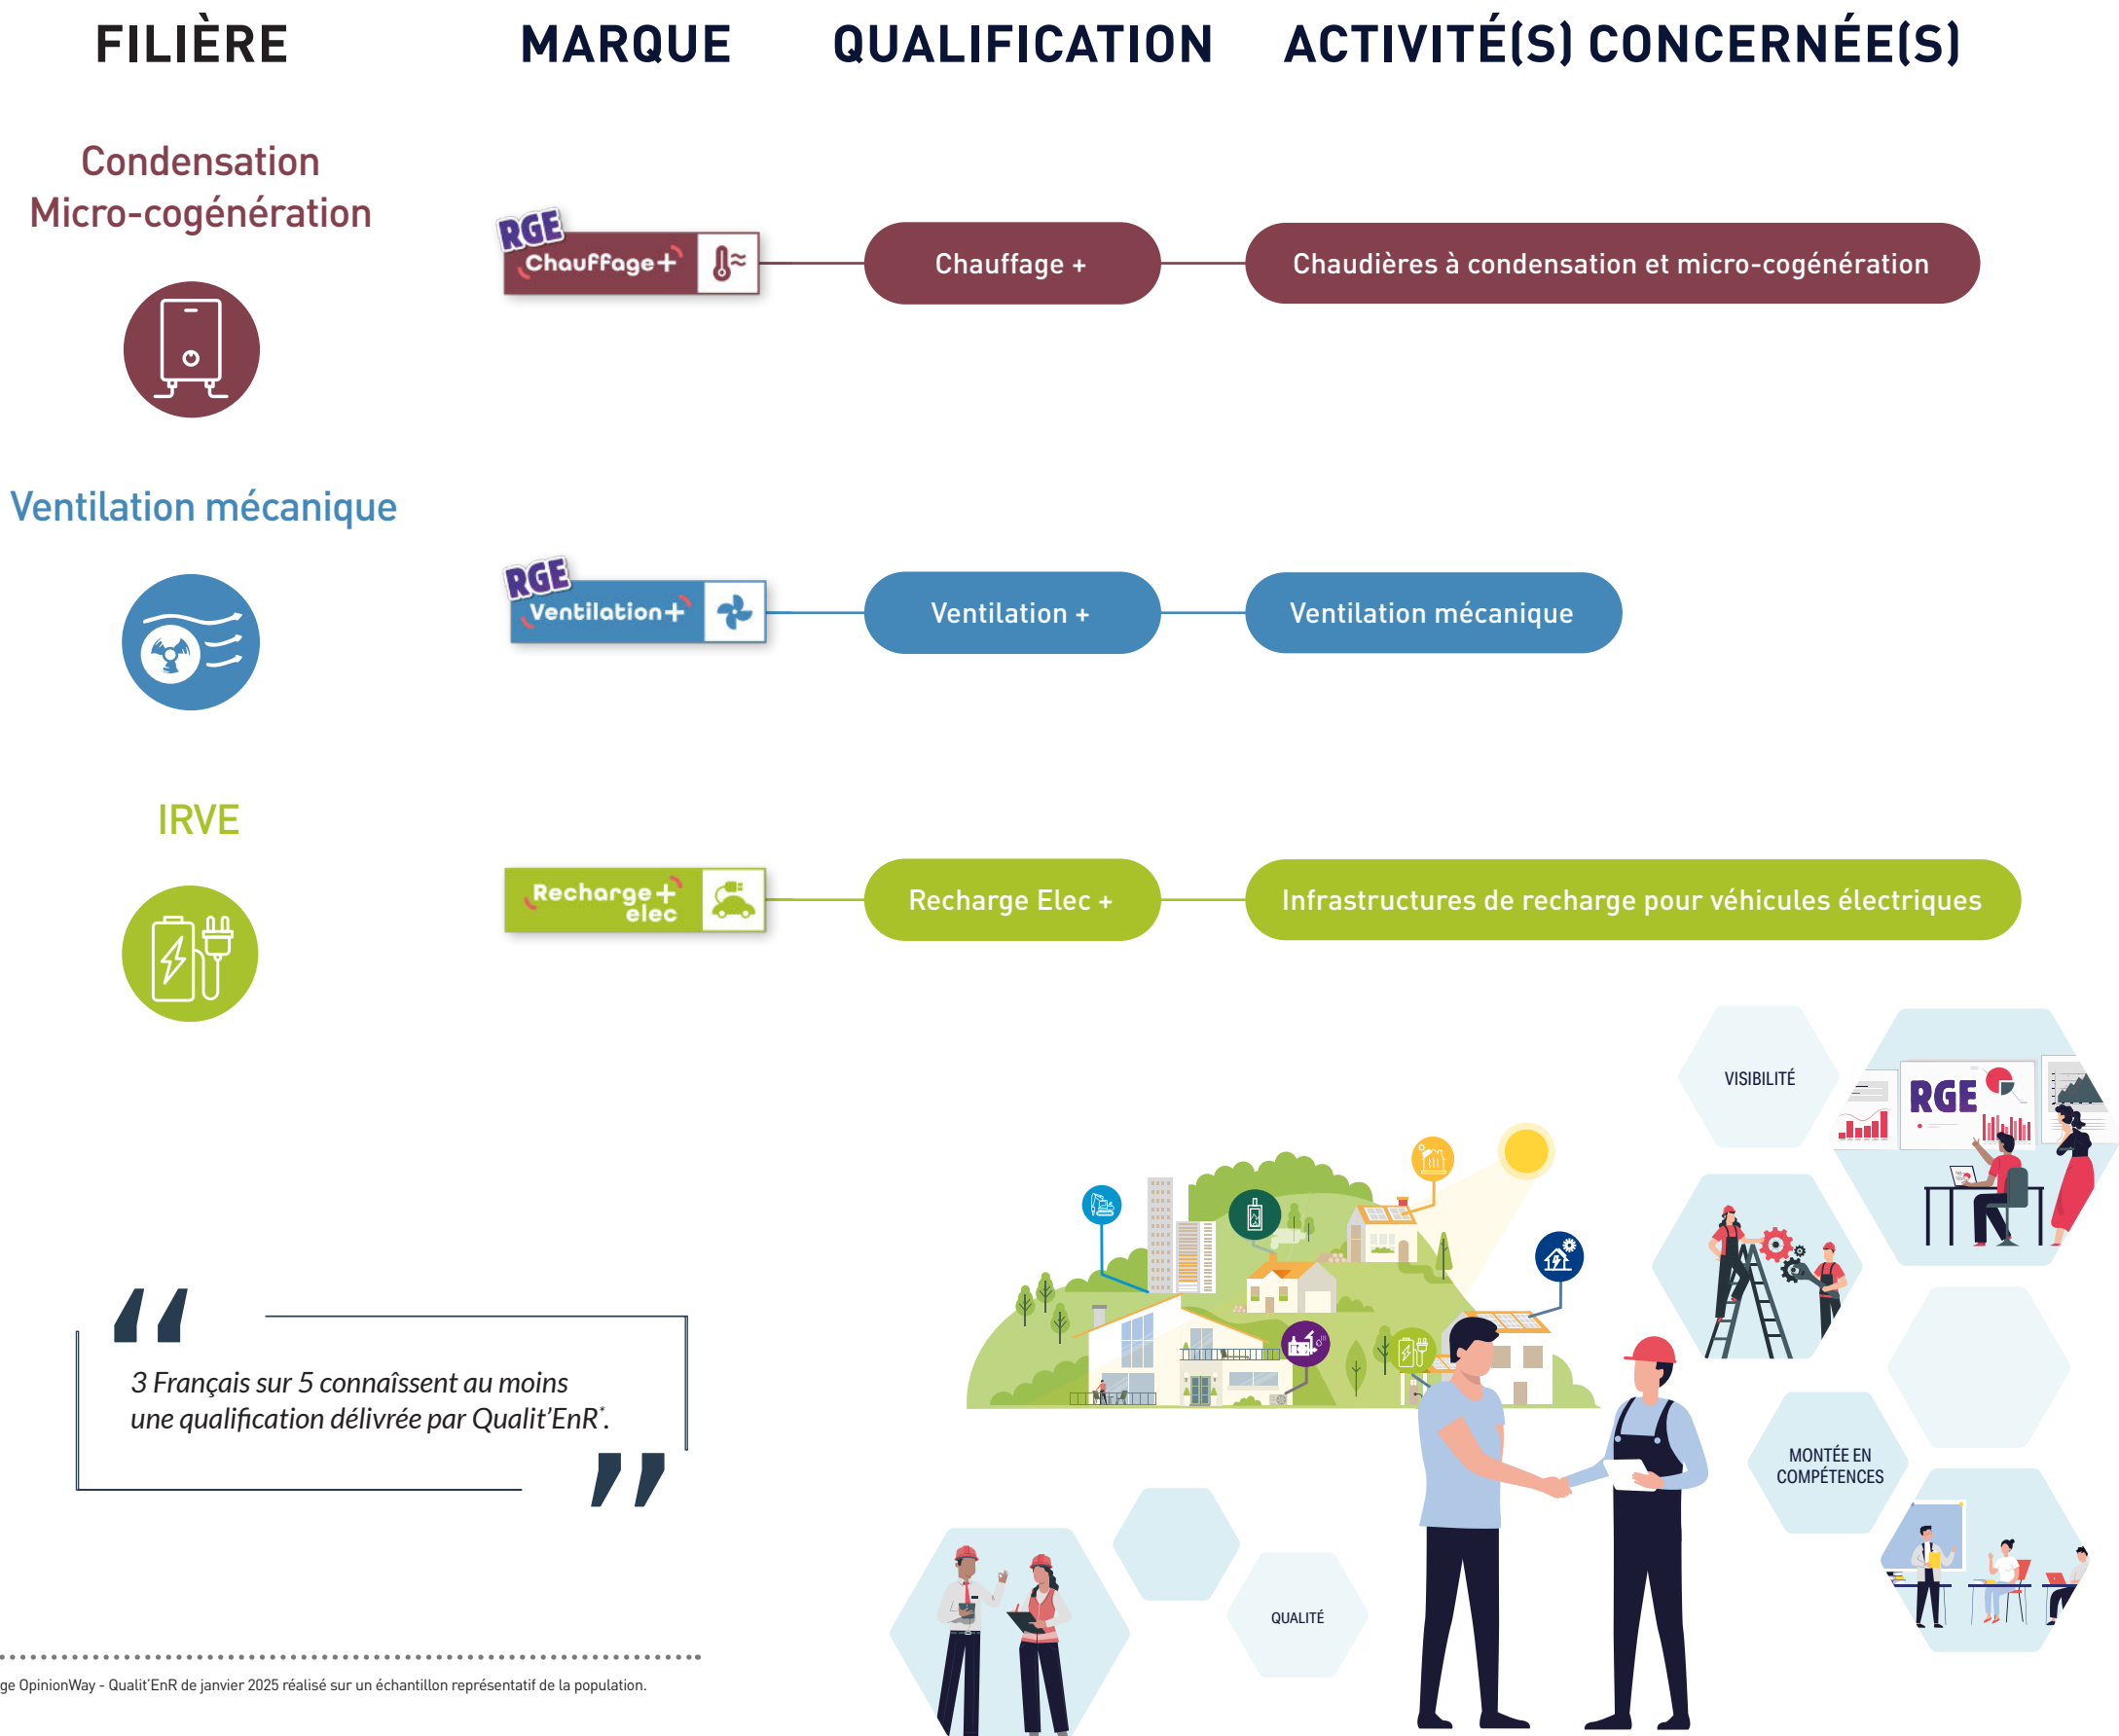 FILIÈRE MARQUE QUALIFICATION ACTIVITÉ(S) CONCERNÉE(S)
Condensation
Micro-cogénération
RGE
Chauffage+
Chauffage +
Chaudières à condensation et micro-cogénération
Ventilation mécanique
RGE
Ventilation+
Ventilation +
Ventilation mécanique
IRVE
Recharge+
elec
Recharge Elec +
Infrastructures de recharge pour véhicules électriques
VISIBILITÉ
RGE
“
3 Français sur 5 connaîssent au moins
une qualification délivrée par Qualit’EnR*.
”
MONTÉE EN
COMPÉTENCES
QUALITÉ
ge OpinionWay - Qualit’EnR de janvier 2025 réalisé sur un échantillon représentatif de la population.